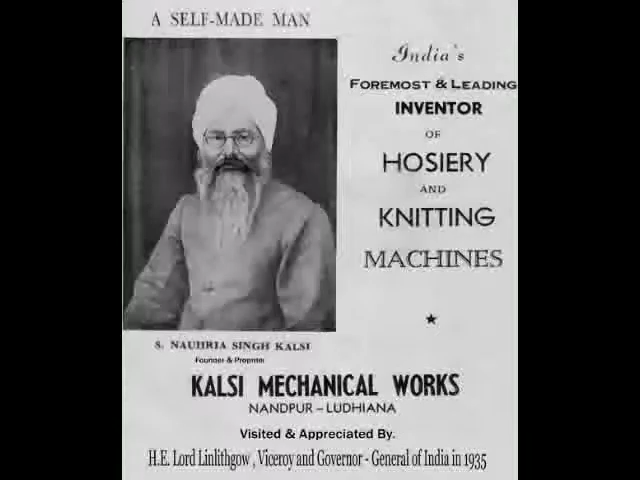 A SELF-MADE MAN
India's
FOREMOST & LEADING
INVENTOR
OF
HOSIERY
AND
KNITTING
MACHINES
S. NAUHRIA SINGH KALSI
Founder & Propriter
KALSI MECHANICAL WORKS
NANDPUR – LUDHIANA
Visited & Appreciated By.
H.E. Lord Linlithgow , Viceroy and Governor - General of India in 1935